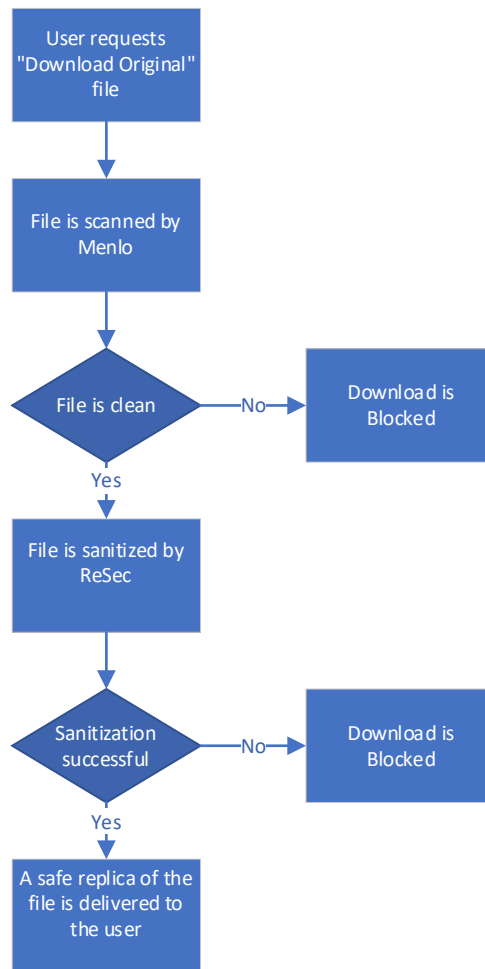 User requests
"Download Original"
file
File is scanned by
Menlo
File is clean
No
Download is
Blocked
Yes
File is sanitized by
ReSec
Sanitization
successful
No
Download is
Blocked
Yes
A safe replica of the
file is delivered to
the user